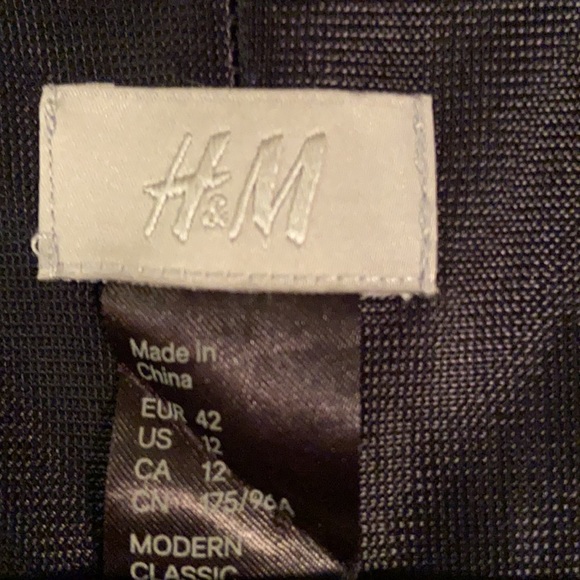 H&M
Made in
China
EUR 42
US 12
CA 12
CN 175/96A
MODERN
CLASSIC